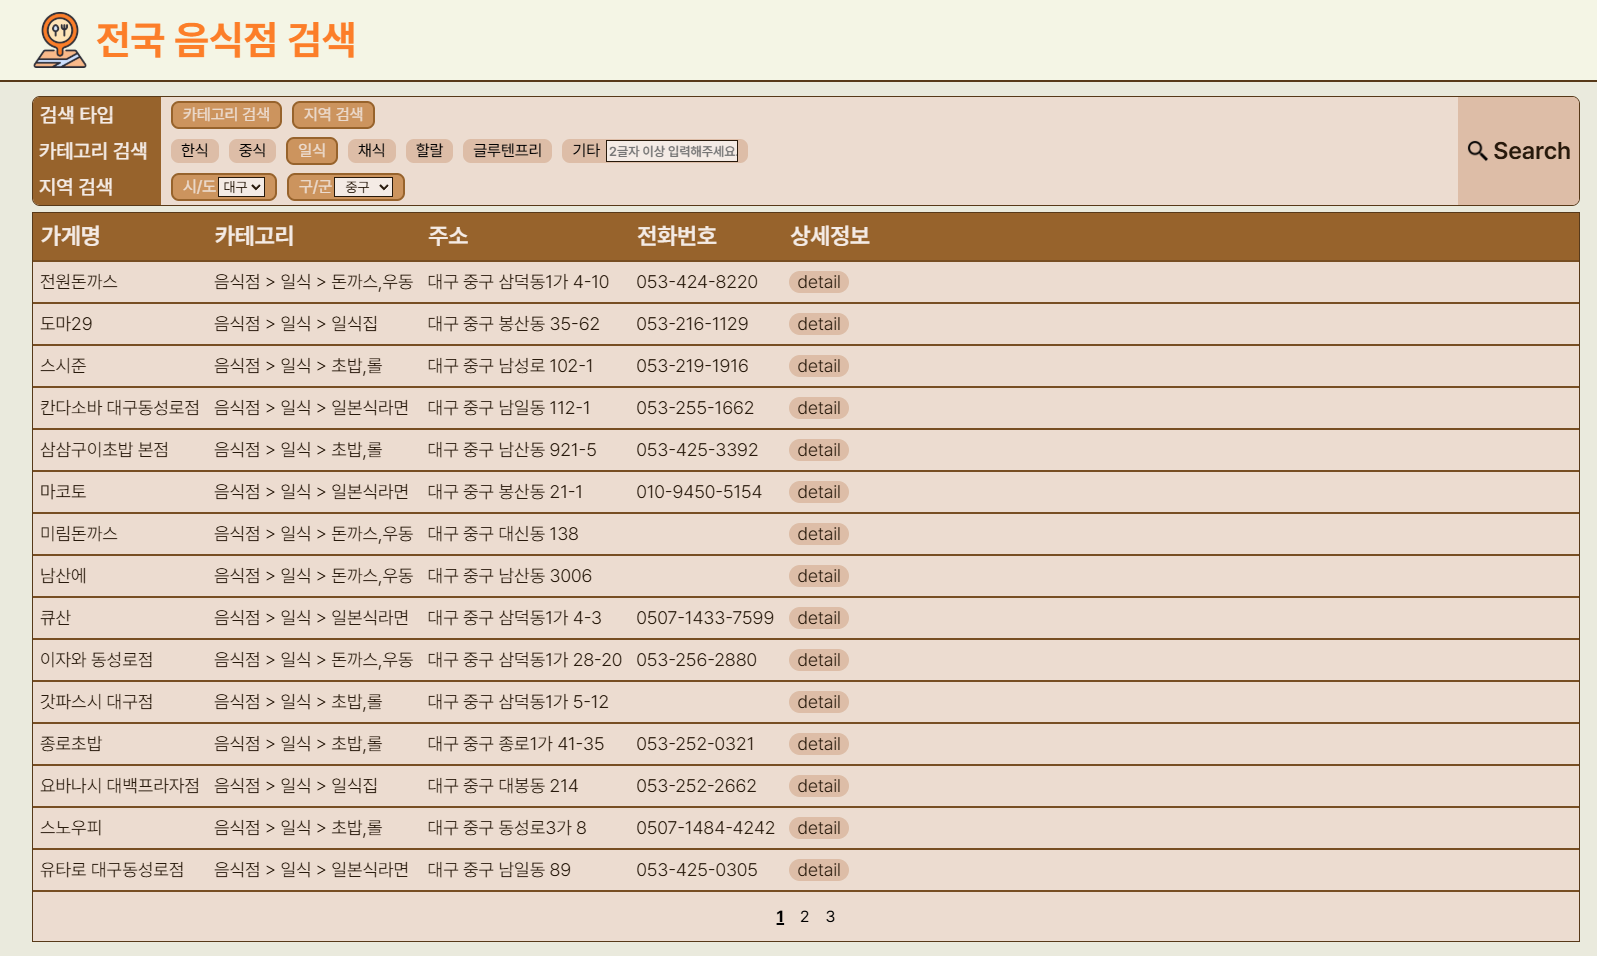 전국 음식점 검색
검색 타입 카테고리 검색 지역 검색
카테고리 검색 한식 중식 일식 채식 할랄 글루텐프리 기타 2글자 이상 입력해주세요
지역 검색 시/도 대구 구/군 중구
Search
가게명 카테고리 주소 전화번호 상세정보
전원돈까스 음식점 > 일식 > 돈까스,우동 대구 중구 삼덕동1가 4-10 053-424-8220 detail
도마29 음식점 > 일식 > 일식집 대구 중구 봉산동 35-62 053-216-1129 detail
스시준 음식점 > 일식 > 초밥,롤 대구 중구 남성로 102-1 053-219-1916 detail
칸다소바 대구동성로점 음식점 > 일식 > 일본식라면 대구 중구 남일동 112-1 053-255-1662 detail
삼삼구이초밥 본점 음식점 > 일식 > 초밥,롤 대구 중구 남산동 921-5 053-425-3392 detail
마코토 음식점 > 일식 > 일본식라면 대구 중구 봉산동 21-1 010-9450-5154 detail
미림돈까스 음식점 > 일식 > 돈까스,우동 대구 중구 대신동 138 detail
남산에 음식점 > 일식 > 돈까스,우동 대구 중구 남산동 3006 detail
큐산 음식점 > 일식 > 일본식라면 대구 중구 삼덕동1가 4-3 0507-1433-7599 detail
이자와 동성로점 음식점 > 일식 > 돈까스,우동 대구 중구 삼덕동1가 28-20 053-256-2880 detail
갓파스시 대구점 음식점 > 일식 > 초밥,롤 대구 중구 삼덕동1가 5-12 detail
종로초밥 음식점 > 일식 > 초밥,롤 대구 중구 종로1가 41-35 053-252-0321 detail
요바나시 대백프라자점 음식점 > 일식 > 일식집 대구 중구 대봉동 214 053-252-2662 detail
스노우피 음식점 > 일식 > 초밥,롤 대구 중구 동성로3가 8 0507-1484-4242 detail
유타로 대구동성로점 음식점 > 일식 > 일본식라면 대구 중구 남일동 89 053-425-0305 detail
1 2 3